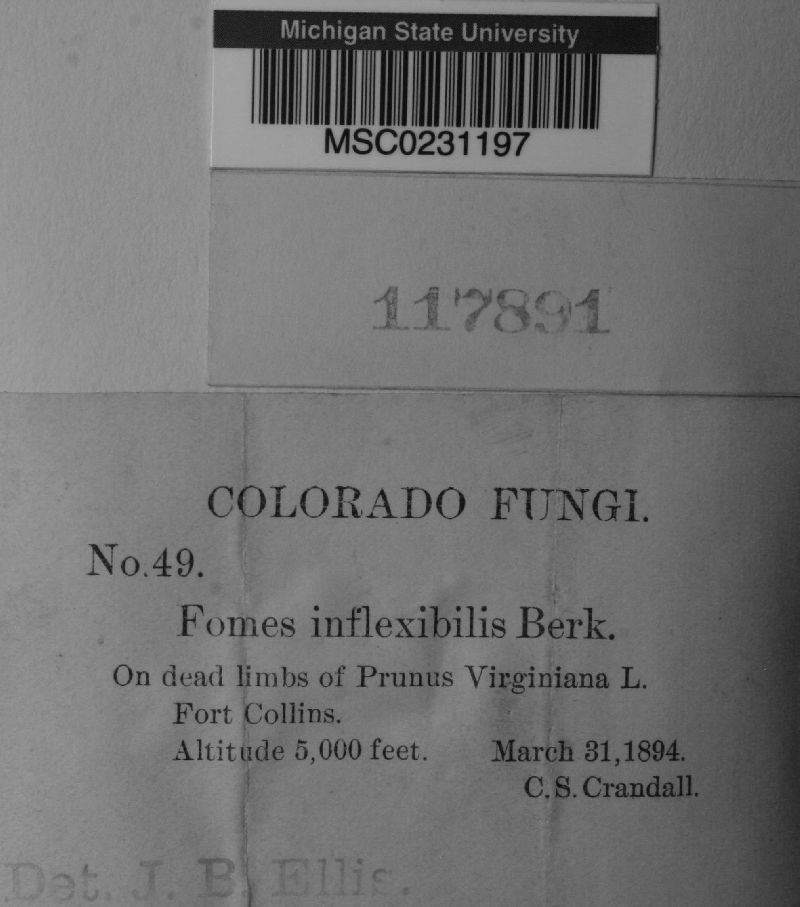 Michigan State University
MSC0231197
117891
COLORADO FUNGI.
No.49.
Fomes inflexibilis Berk.
On dead limbs of Prunus Virginiana L.
Fort Collins.
Altitude 5,000 feet. March 31,1894.
C.S.Crandall.
Det. J. B. Ellis.